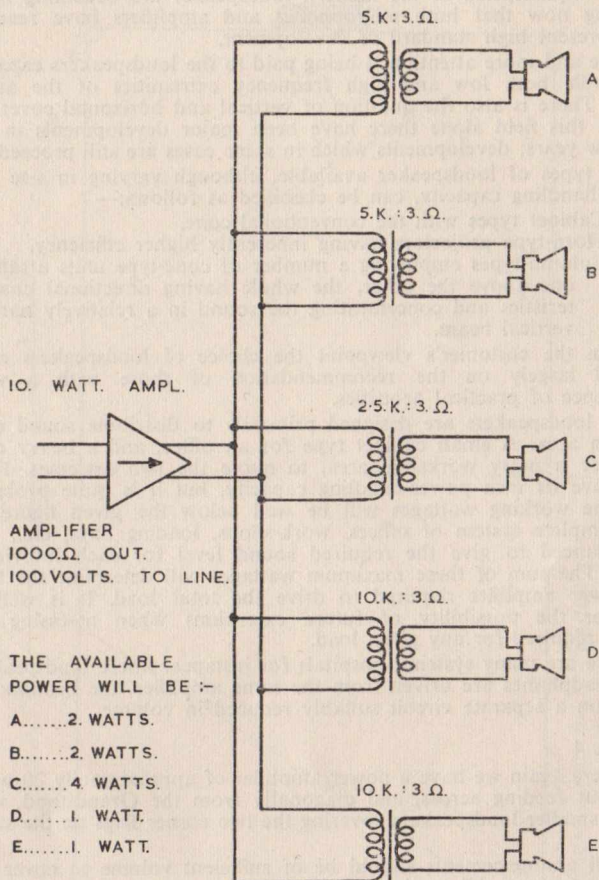 5.K : 3.Ω.
A
5.K. : 3.Ω.
B
10. WATT. AMPL.
2·5.K : 3.Ω.
C
AMPLIFIER
1000.Ω OUT.
100.VOLTS. TO LINE.
10.K. : 3.Ω.
D
THE AVAILABLE
POWER WILL BE :-
A.......2. WATTS.
B.......2. WATTS.
C.......4. WATTS.
D.......1. WATT.
E.......1. WATT.
10.K. : 3.Ω.
E